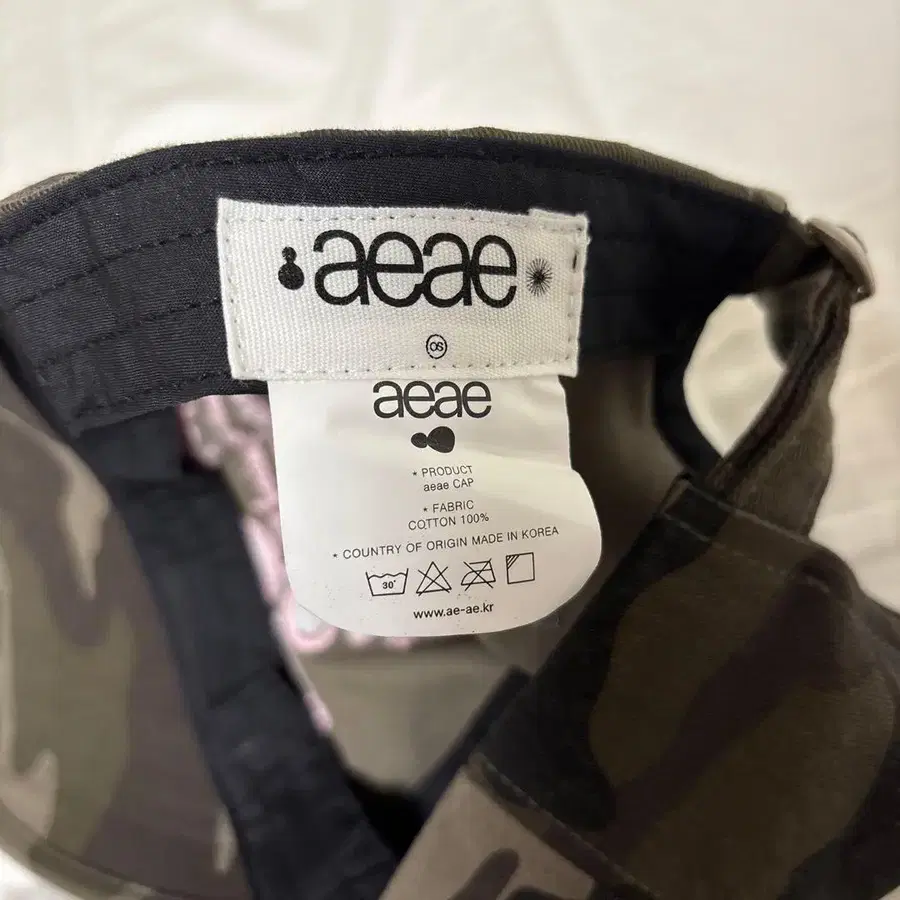 aeae
OS
aeae
* PRODUCT
aeae CAP
* FABRIC
COTTON 100%
* COUNTRY OF ORIGIN MADE IN KOREA
30°
www.ae-ae.kr